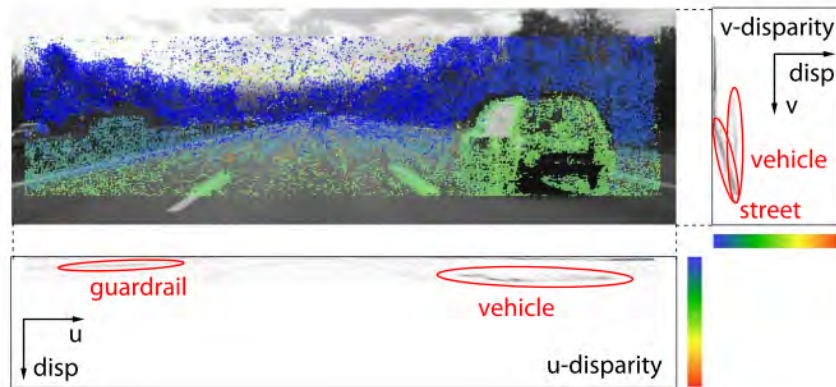 v-disparity
disp
v
vehicle
street
guardrail
vehicle
u
disp
u-disparity